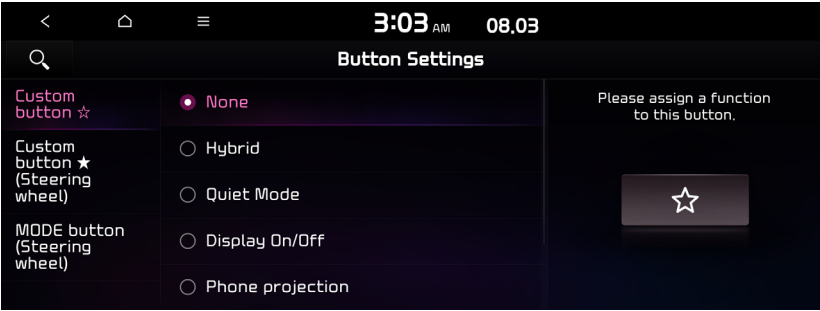 3:03 AM 08.03
Button Settings
Custom
button ☆
Custom
button ★
(Steering
wheel)
MODE button
(Steering
wheel)
None
Hybrid
Quiet Mode
Display On/Off
Phone projection
Please assign a function
to this button.